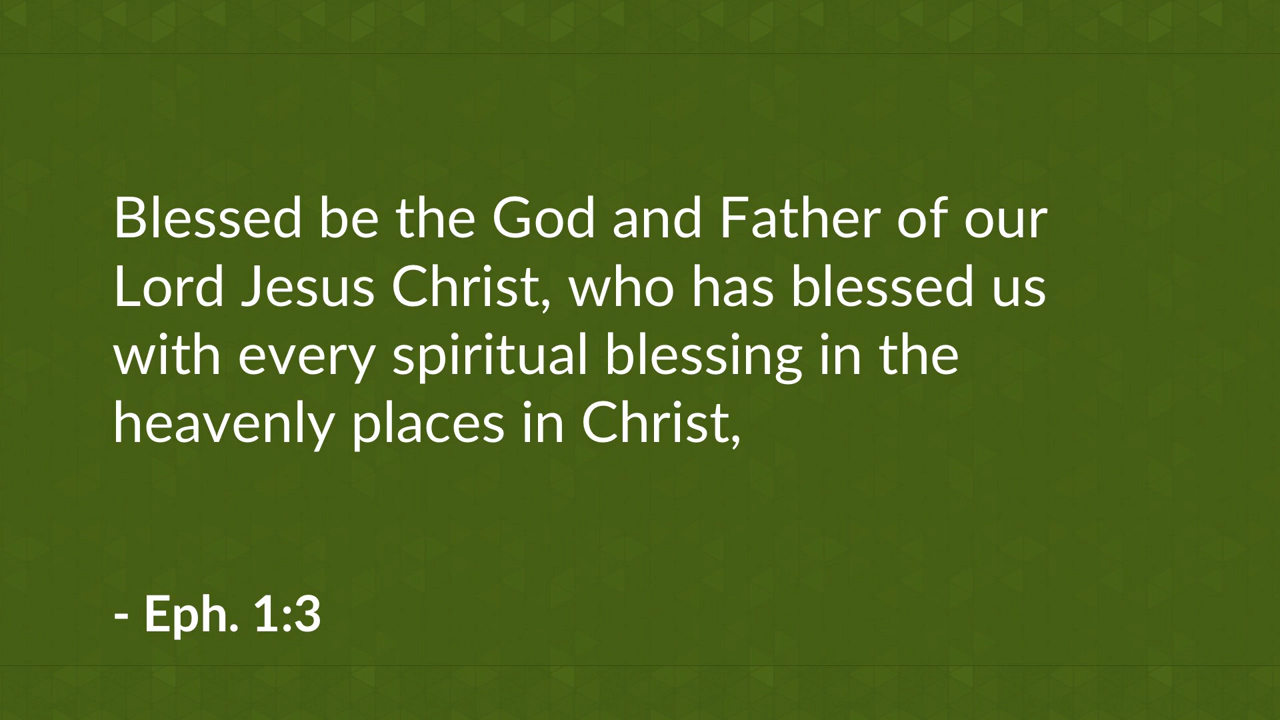 Blessed be the God and Father of our
Lord Jesus Christ, who has blessed us
with every spiritual blessing in the
heavenly places in Christ,
- Eph. 1:3